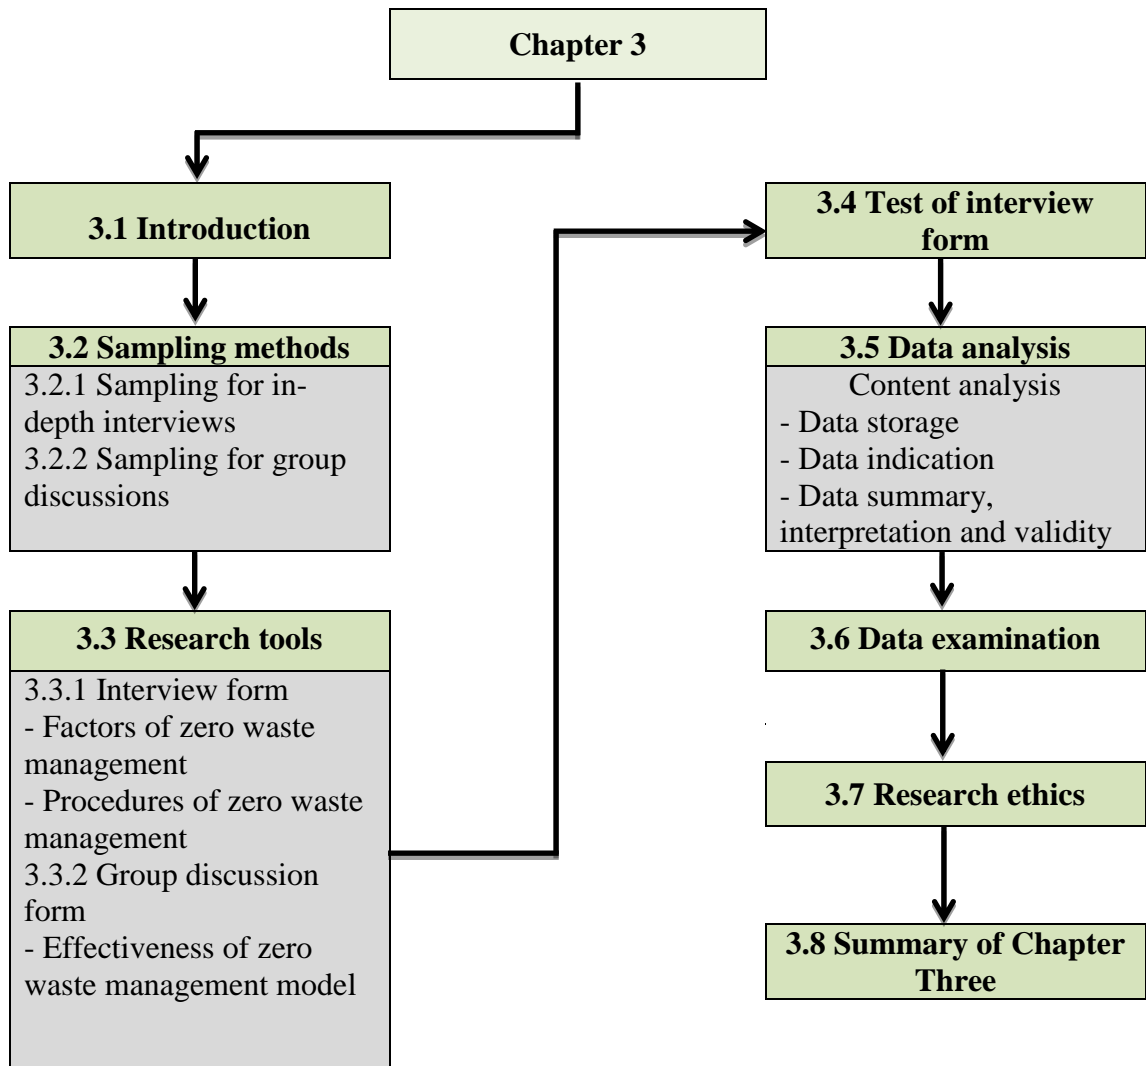 Chapter 3
3.1 Introduction
3.2 Sampling methods
3.2.1 Sampling for in-
depth interviews
3.2.2 Sampling for group
discussions
3.3 Research tools
3.3.1 Interview form
- Factors of zero waste
management
- Procedures of zero waste
management
3.3.2 Group discussion
form
- Effectiveness of zero
waste management model
3.4 Test of interview
form
3.5 Data analysis
Content analysis
- Data storage
- Data indication
- Data summary,
interpretation and validity
3.6 Data examination
.
3.7 Research ethics
3.8 Summary of Chapter
Three